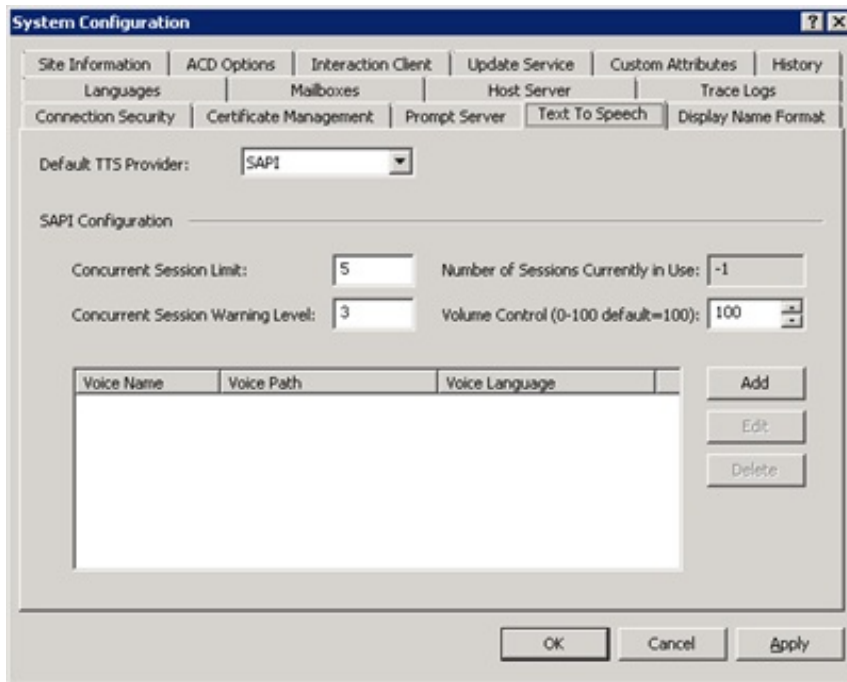 System Configuration
Site Information ACD Options Interaction Client Update Service Custom Attributes History
Languages Mailboxes Host Server Trace Logs
Connection Security Certificate Management Prompt Server Text To Speech Display Name Format
Default TTS Provider: SAPI
SAPI Configuration
Concurrent Session Limit: 5 Number of Sessions Currently in Use: -1
Concurrent Session Warning Level: 3 Volume Control (0-100 default=100): 100
Voice Name Voice Path Voice Language Add
Edit
Delete
OK Cancel Apply